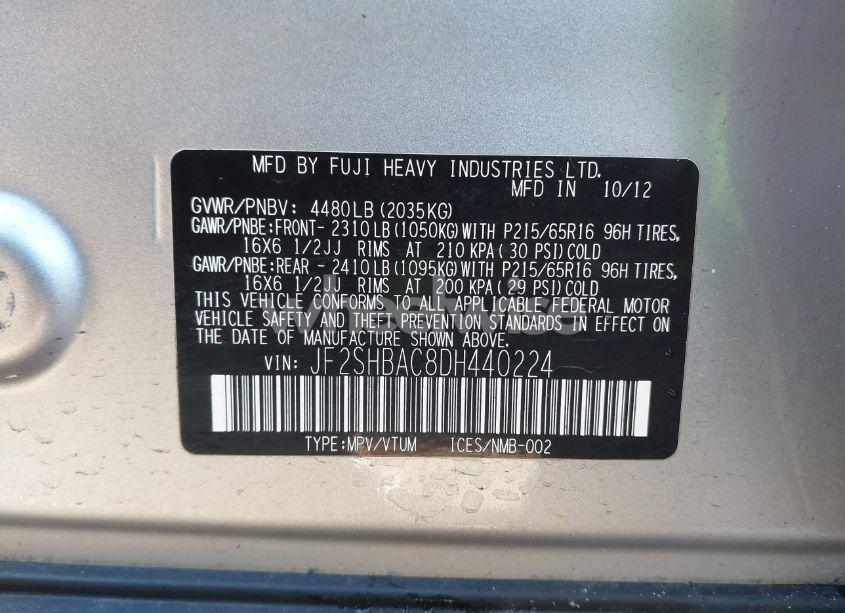 MFD BY FUJI HEAVY INDUSTRIES LTD.
MFD IN 10/12
GVWR/PNBV: 4480LB (2035KG)
GAWR/PNBE:FRONT- 2310LB (1050KG) WITH P215/65R16 96H TIRES,
16X6 1/2JJ RIMS AT 210 KPA (30 PSI) COLD
GAWR/PNBE:REAR - 2410LB (1095KG) WITH P215/65R16 96H TIRES,
16X6 1/2JJ RIMS AT 200 KPA (29 PSI) COLD
THIS VEHICLE CONFORMS TO ALL APPLICABLE FEDERAL MOTOR
VEHICLE SAFETY AND THEFT PREVENTION STANDARDS IN EFFECT ON
THE DATE OF MANUFACTURE SHOWN ABOVE.
VIN: JF2SHBAC8DH440224
TYPE:MPV/VTUM ICES/NMB-002